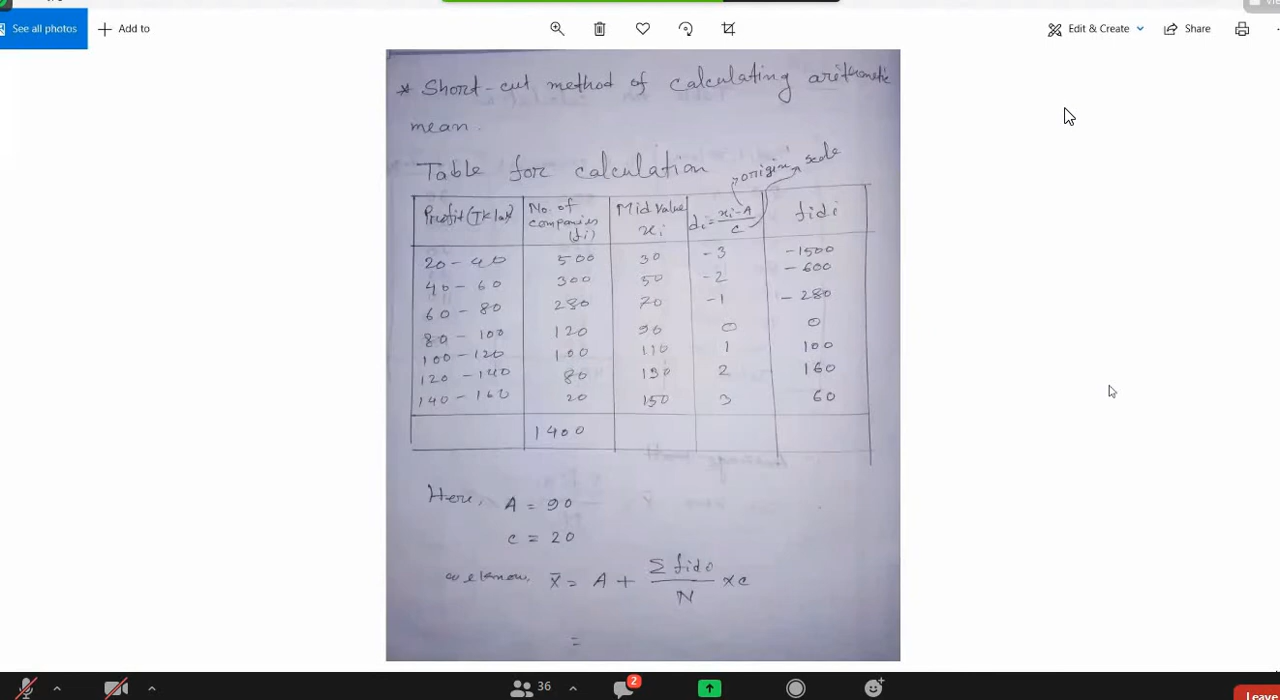 See all photos
Add to
Edit & Create
Share
* Short-cut method of calculating arithmetic
mean.
Table for calculation
origin scale
Profit (Tk lax) No. of companies (fi) Mid value xi di = xi-A / c fidi
20 - 40 500 30 -3 -1500
40 - 60 300 50 -2 -600
60 - 80 280 70 -1 -280
80 - 100 120 90 0 0
100 - 120 100 110 1 100
120 - 140 80 130 2 160
140 - 160 20 150 3 60
1400
Here, A = 90
c = 20
we know, x̄ = A + Σ fidi / N × c
=
36
2
Leave